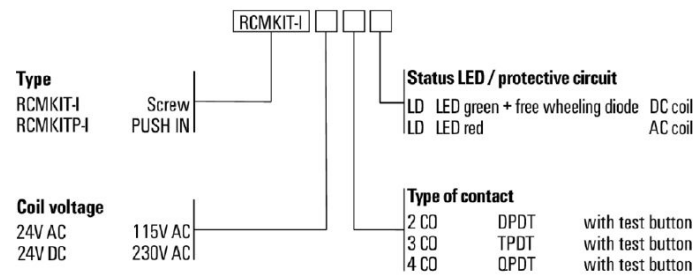 RCMKIT-I
Type
RCMKIT-I Screw
RCMKITP-I PUSH IN
Status LED / protective circuit
LD LED green + free wheeling diode DC coil
LD LED red AC coil
Coil voltage
24V AC 115V AC
24V DC 230V AC
Type of contact
2 CO DPDT with test button
3 CO TPDT with test button
4 CO QPDT with test button